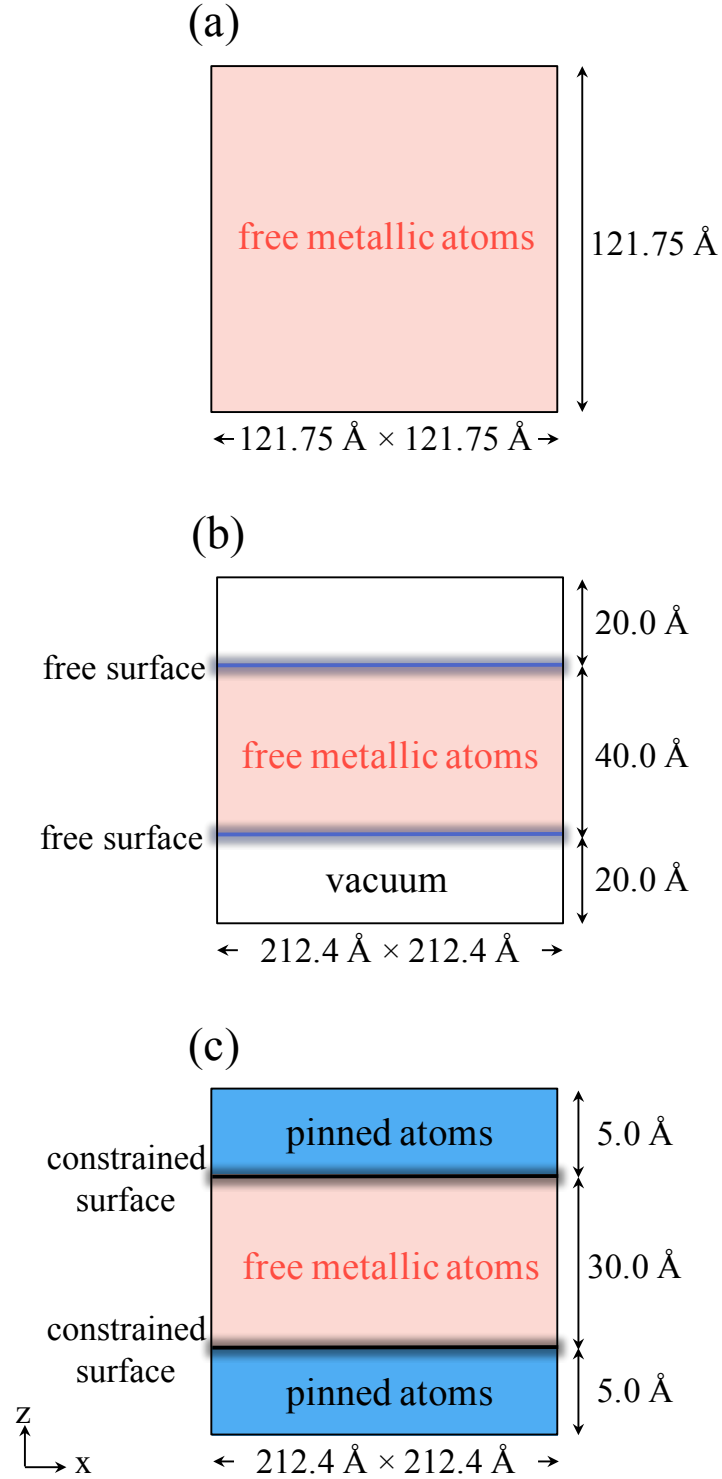 (a)
free metallic atoms
121.75 Å
121.75 Å × 121.75 Å
(b)
20.0 Å
free surface
free metallic atoms
40.0 Å
free surface
vacuum
20.0 Å
212.4 Å × 212.4 Å
(c)
pinned atoms
5.0 Å
constrained
surface
free metallic atoms
30.0 Å
constrained
surface
pinned atoms
5.0 Å
z
x
212.4 Å × 212.4 Å